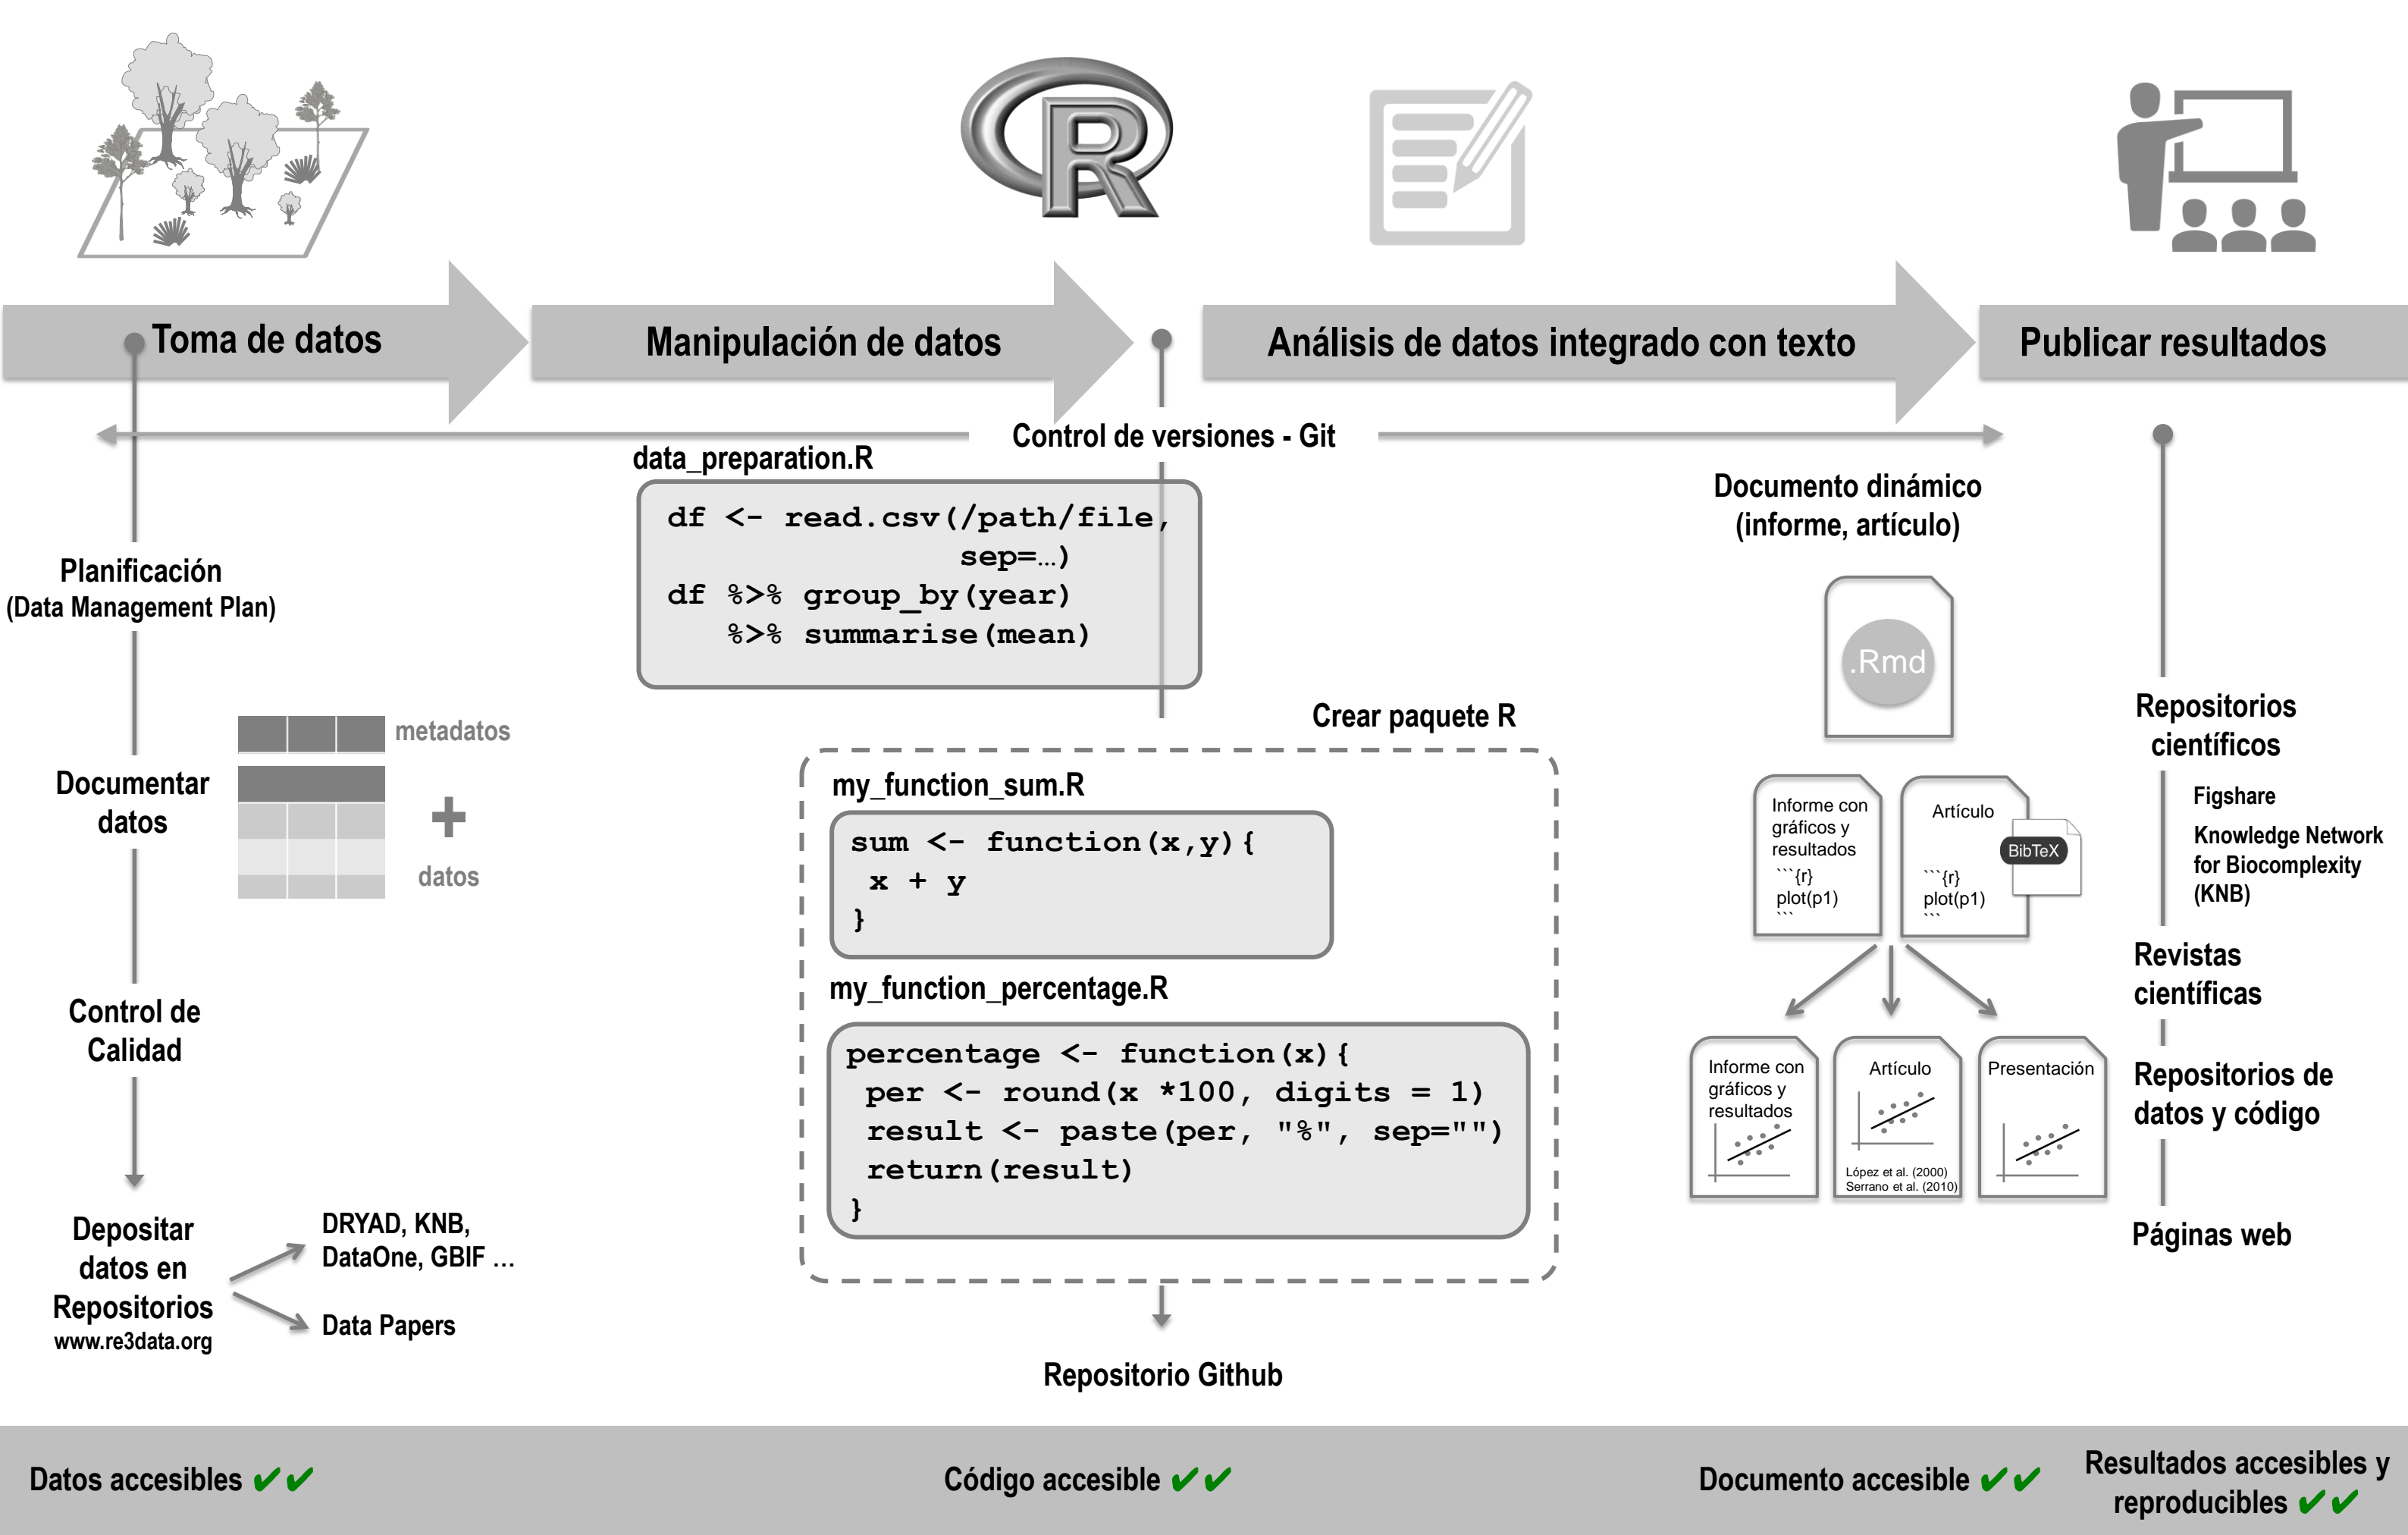 R
Toma de datos
Manipulación de datos
Análisis de datos integrado con texto
Publicar resultados
Control de versiones - Git
Planificación
(Data Management Plan)
Documentar
datos
metadatos
+
datos
Control de
Calidad
Depositar
datos en
Repositorios
www.re3data.org
DRYAD, KNB,
DataOne, GBIF ...
Data Papers
data_preparation.R
df <- read.csv(/path/file,
sep=…)
df %>% group_by(year)
%>% summarise(mean)
Crear paquete R
my_function_sum.R
sum <- function(x,y){
x + y
}
my_function_percentage.R
percentage <- function(x){
per <- round(x *100, digits = 1)
result <- paste(per, "%", sep="")
return(result)
}
Repositorio Github
Documento dinámico
(informe, artículo)
.Rmd
Informe con
gráficos y
resultados
```{r}
plot(p1)
```
Artículo
BibTeX
```{r}
plot(p1)
```
Informe con
gráficos y
resultados
Artículo
López et al. (2000)
Serrano et al. (2010)
Presentación
Repositorios
científicos
Figshare
Knowledge Network
for Biocomplexity
(KNB)
Revistas
científicas
Repositorios de
datos y código
Páginas web
Datos accesibles ✔✔
Código accesible ✔✔
Documento accesible ✔✔
Resultados accesibles y
reproducibles ✔✔